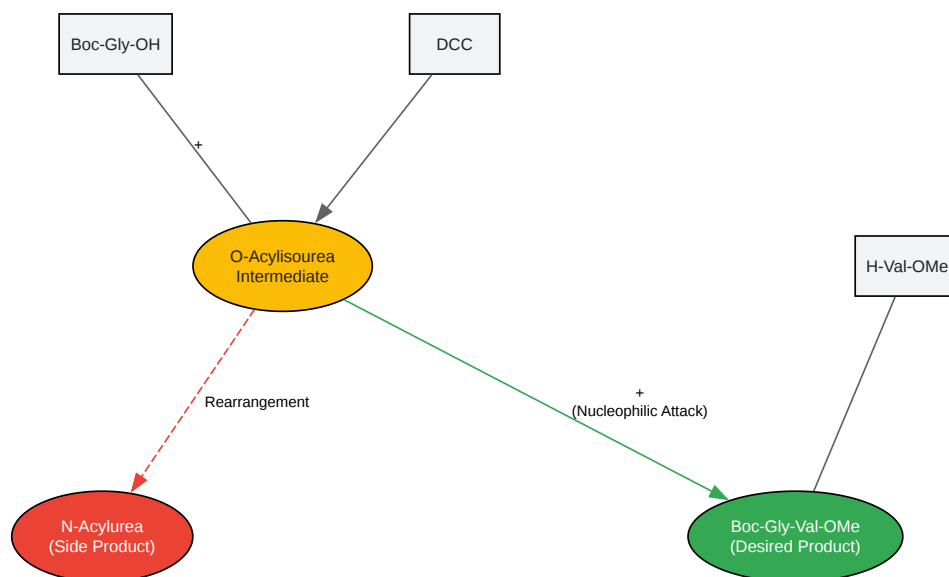 Boc-Gly-OH
DCC
+
O-Acylisourea
Intermediate
H-Val-OMe
Rearrangement
+
(Nucleophilic Attack)
N-Acylurea
(Side Product)
Boc-Gly-Val-OMe
(Desired Product)